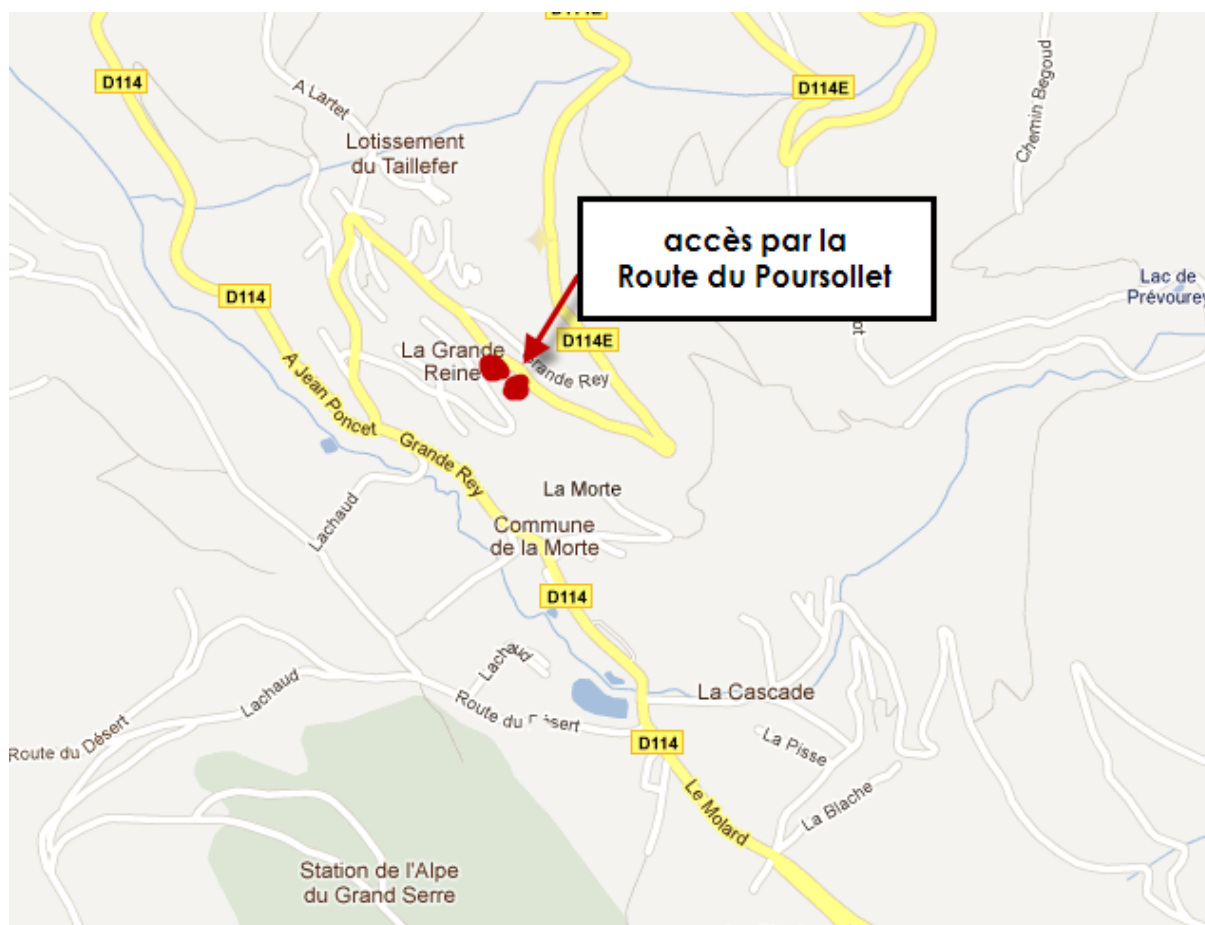 D114E
D114
D114E
A Lartet
Chemin Begoud
Lotissement
du Taillefer
accès par la
Route du Poursollet
Lac de
Prévourey
D114
D114E
La Grande
Reine
Grande Rey
A Jean Poncet
Grande Rey
La Morte
Lachaud
Commune
de la Morte
D114
Lachaud
Lachaud
La Cascade
Route du Désert
Route du
D114
La Pisse
Le Molard
La Blache
Station de l'Alpe
du Grand Serre